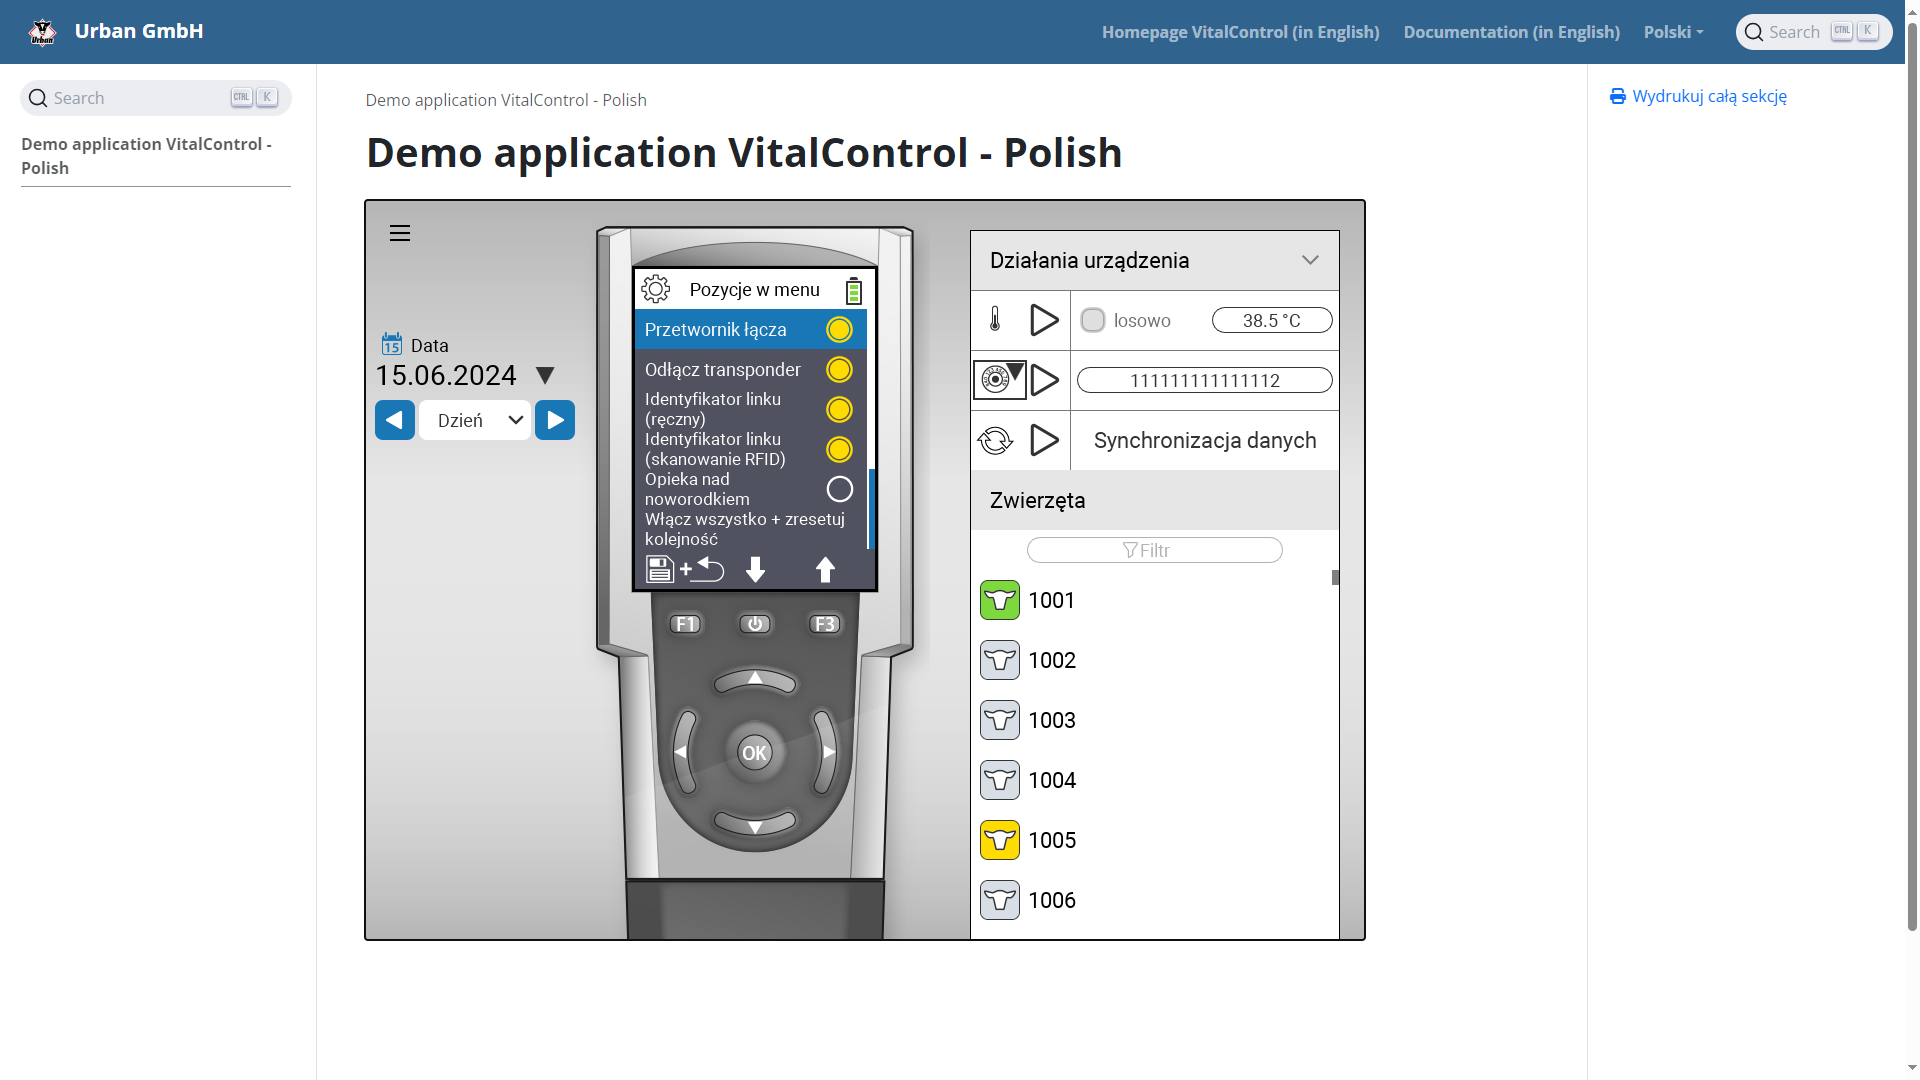 Urban GmbH
Homepage VitalControl (in English)
Documentation (in English)
Polski
Search
CTRL
K
Search
CTRL
K
Demo application VitalControl -
Polish
Demo application VitalControl - Polish
Demo application VitalControl - Polish
Wydrukuj całą sekcję
15
Data
15.06.2024
Dzień
Pozycje w menu
Przetwornik łącza
Odłącz transponder
Identyfikator linku
(ręczny)
Identyfikator linku
(skanowanie RFID)
Opieka nad
noworodkiem
Włącz wszystko + zresetuj
kolejność
+
F1
F3
OK
Działania urządzenia
losowo
38.5 °C
111111111111112
Synchronizacja danych
Zwierzęta
Filtr
1001
1002
1003
1004
1005
1006